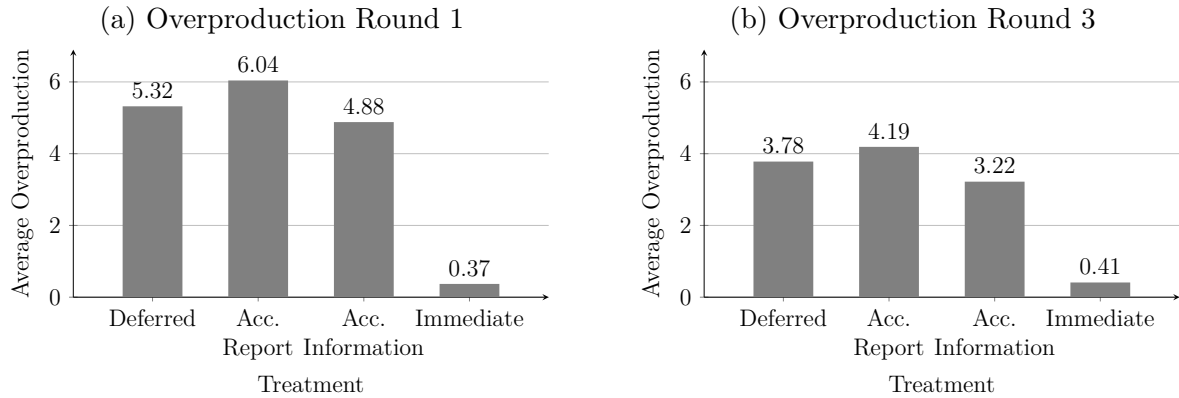 (a) Overproduction Round 1
Average Overproduction
6
4
2
0
5.32
6.04
4.88
0.37
Deferred Acc. Acc. Immediate
Report Information
Treatment
(b) Overproduction Round 3
Average Overproduction
6
4
2
0
3.78
4.19
3.22
0.41
Deferred Acc. Acc. Immediate
Report Information
Treatment